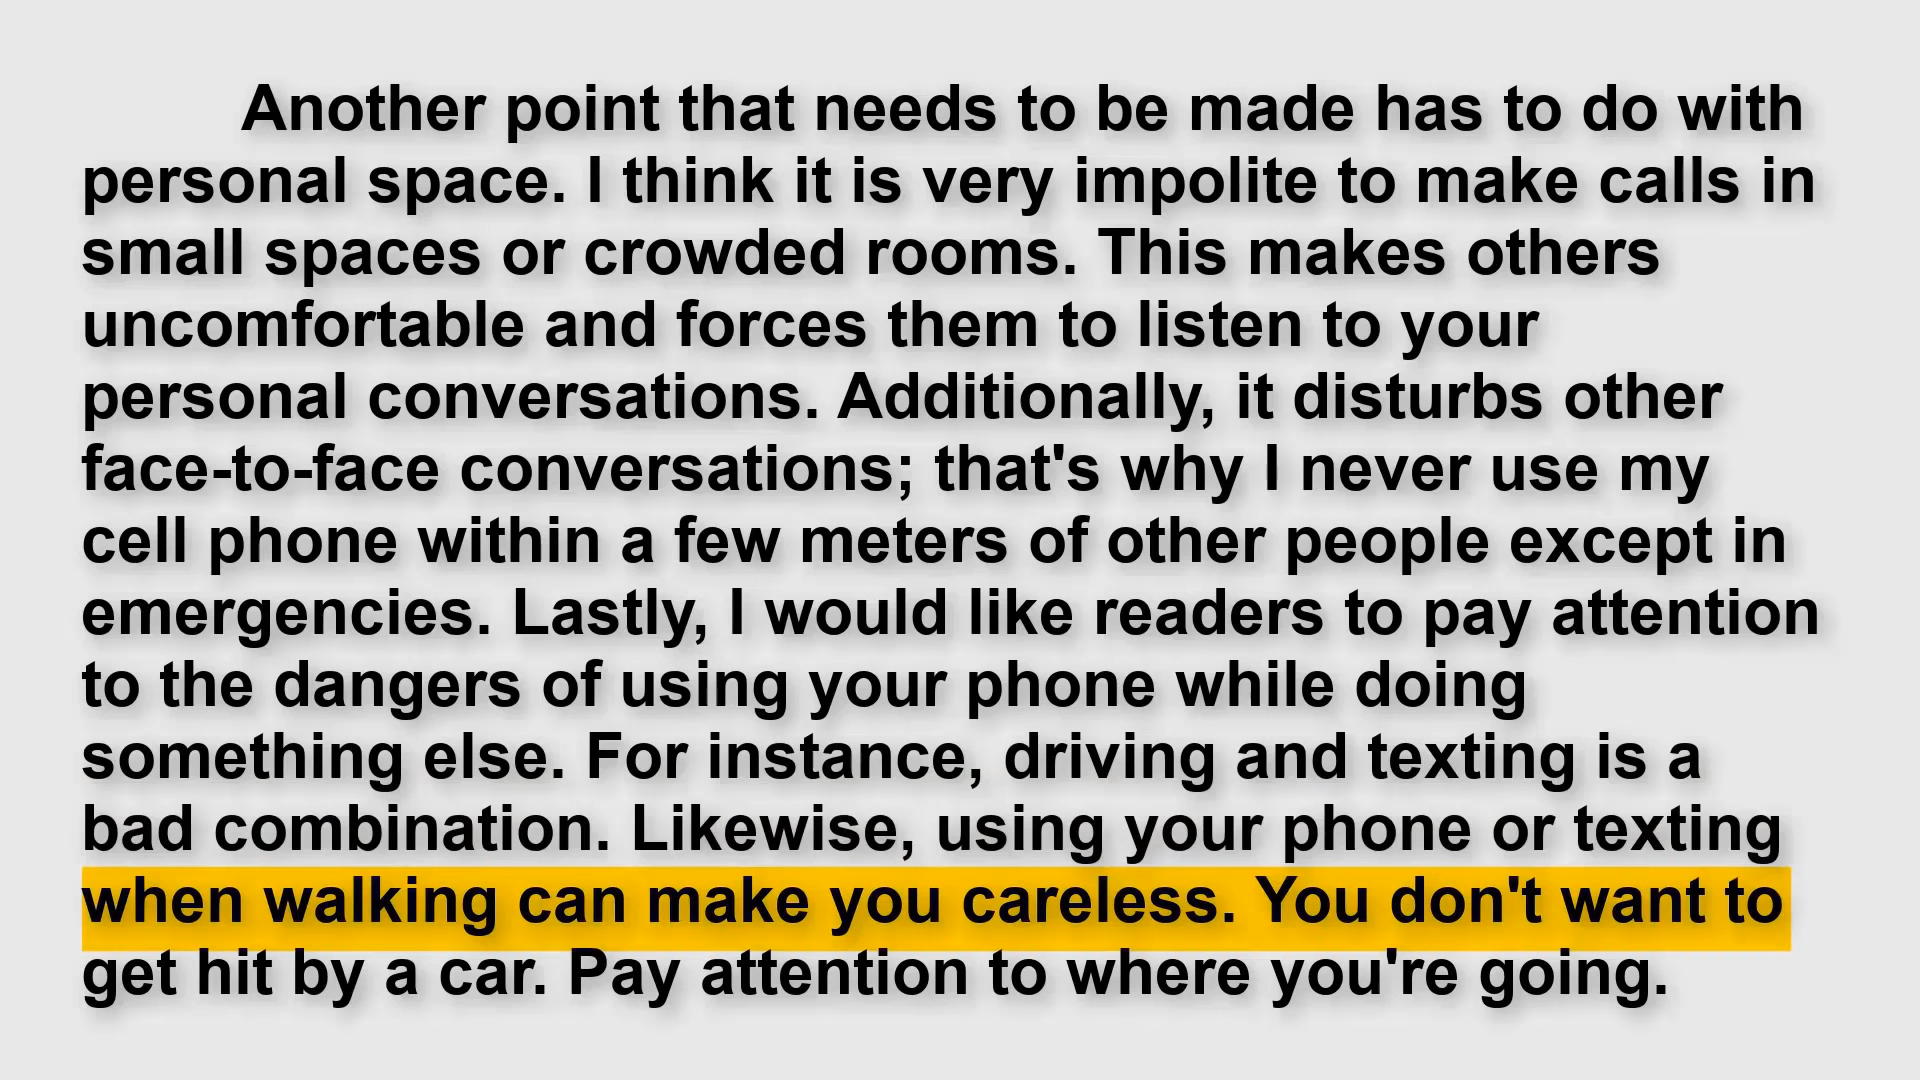 Another point that needs to be made has to do with
personal space. I think it is very impolite to make calls in
small spaces or crowded rooms. This makes others
uncomfortable and forces them to listen to your
personal conversations. Additionally, it disturbs other
face-to-face conversations; that's why I never use my
cell phone within a few meters of other people except in
emergencies. Lastly, I would like readers to pay attention
to the dangers of using your phone while doing
something else. For instance, driving and texting is a
bad combination. Likewise, using your phone or texting
when walking can make you careless. You don't want to
get hit by a car. Pay attention to where you're going.